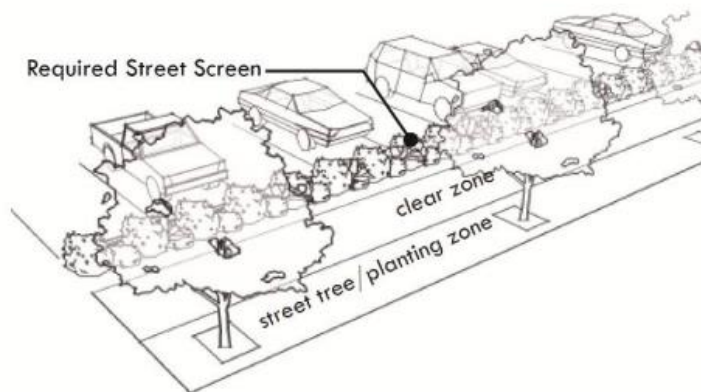 Required Street Screen
clear zone
street tree/planting zone